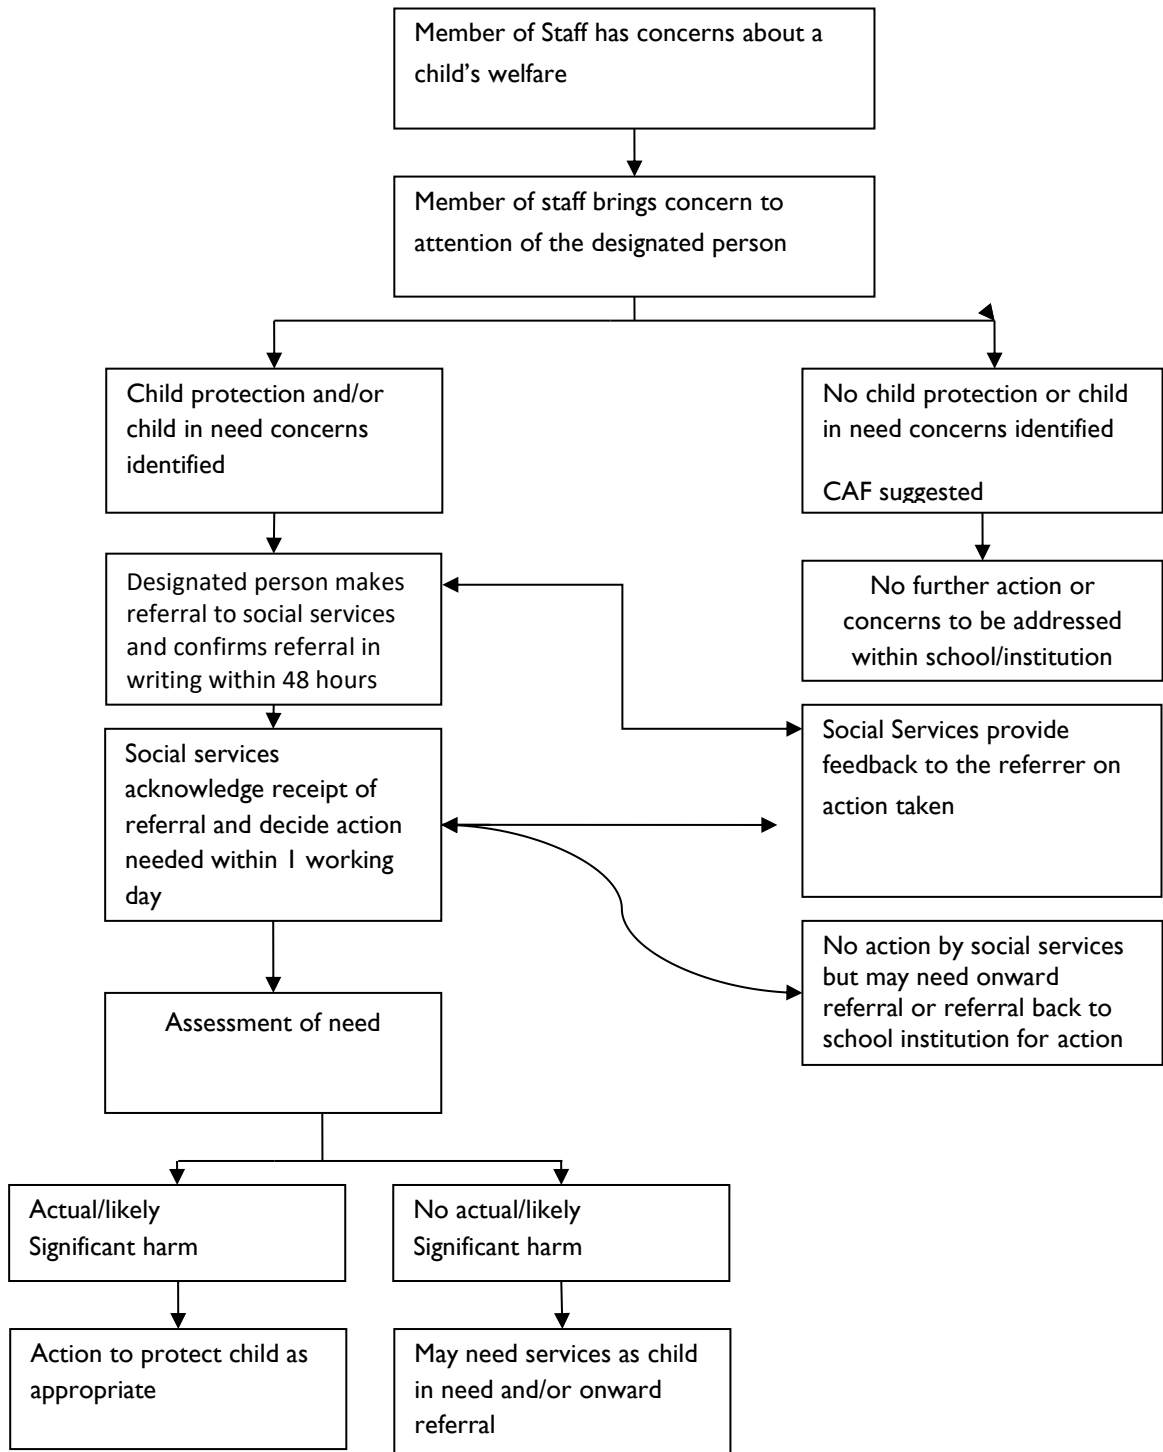 Member of Staff has concerns about a
child’s welfare
Member of staff brings concern to
attention of the designated person
Child protection and/or
child in need concerns
identified
No child protection or child
in need concerns identified
CAF suggested
Designated person makes
referral to social services
and confirms referral in
writing within 48 hours
No further action or
concerns to be addressed
within school/institution
Social services
acknowledge receipt of
referral and decide action
needed within 1 working
day
Social Services provide
feedback to the referrer on
action taken
No action by social services
but may need onward
referral or referral back to
school institution for action
Assessment of need
Actual/likely
Significant harm
No actual/likely
Significant harm
Action to protect child as
appropriate
May need services as child
in need and/or onward
referral